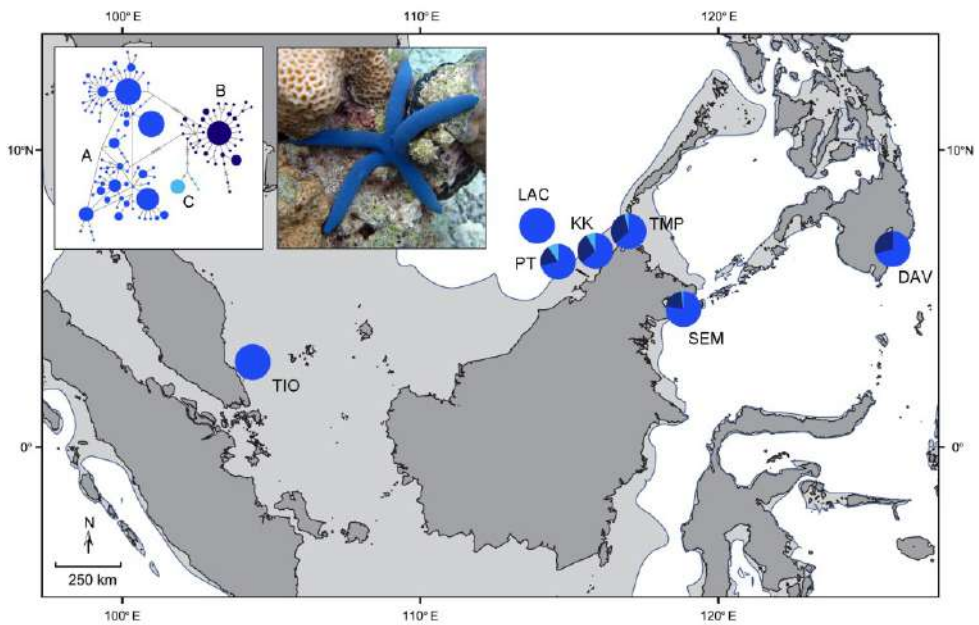 100° E
110° E
120° E
10°N
10°N
0°
0°
A
B
C
LAC
KK
TMP
PT
DAV
SEM
TIO
N
250 km
100° E
110° E
120° E